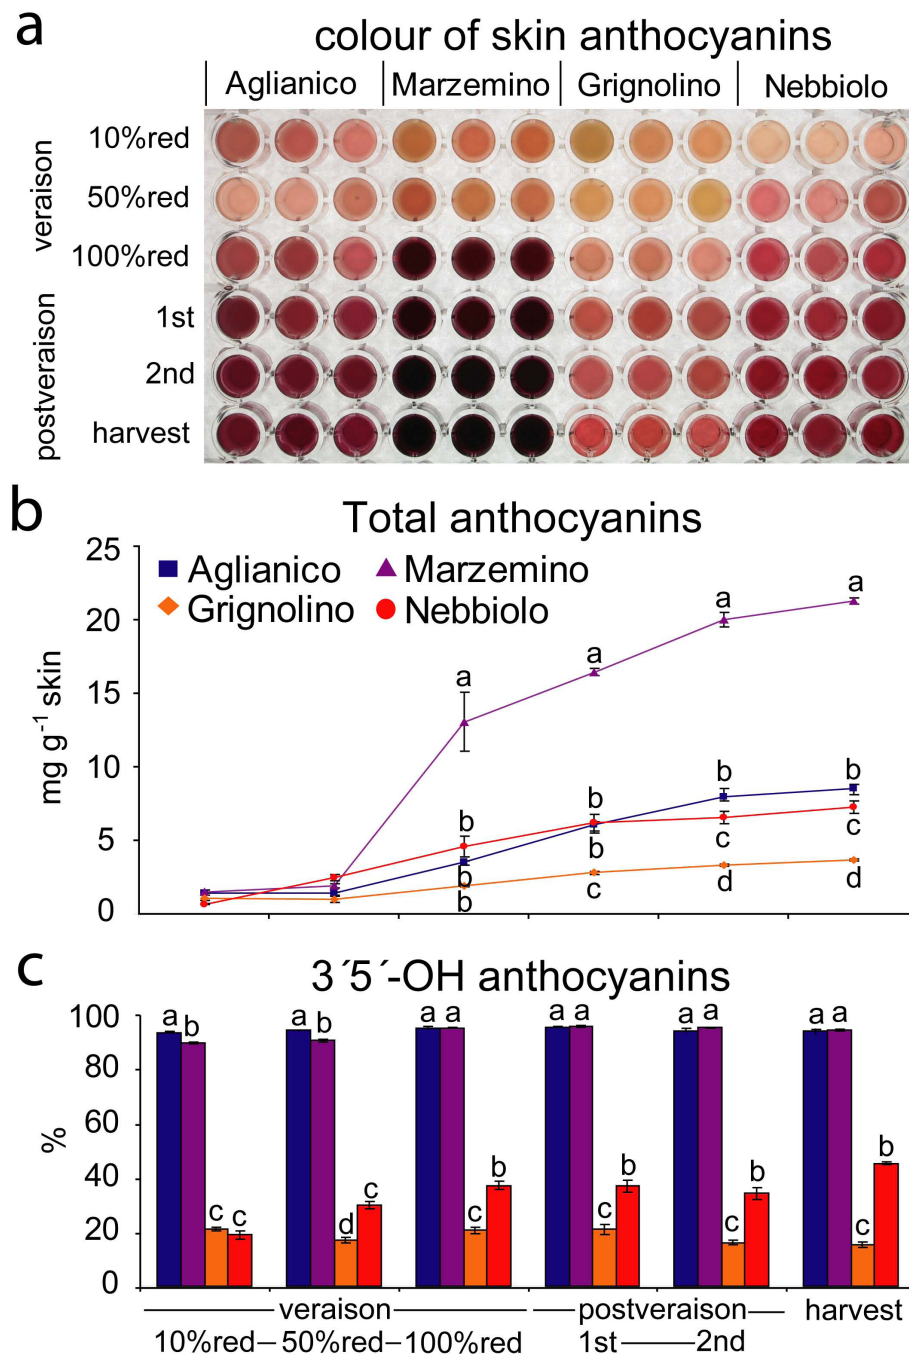 a
colour of skin anthocyanins
Aglianico Marzemino Grignolino Nebbiolo
veraison
10%red
50%red
100%red
postveraison
1st
2nd
harvest
b
Total anthocyanins
mg g-1 skin
25
20
15
10
5
0
Aglianico Marzemino
Grignolino Nebbiolo
a
a
a
a
b
b
b
b
b
b
b
c
c
b
c
d
d
c
3´5´-OH anthocyanins
%
100
80
60
40
20
0
a b c c
a b d c
a a c b
a a c b
a a c b
a a c b
veraison postveraison harvest
10%red 50%red 100%red 1st 2nd